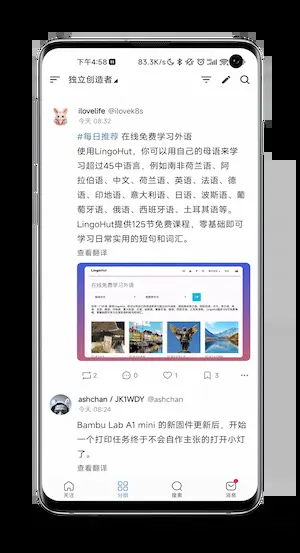 下午4:58
83.3K/s
独立创造者
ilovelife @ilovek8s
今天 08:32
#每日推荐 在线免费学习外语
使用LingoHut，你可以用自己的母语来学
习超过45中语言，例如南非荷兰语、阿
拉伯语、中文、荷兰语、英语、法语、德
语、印地语、意大利语、日语、波斯语、葡
萄牙语、俄语、西班牙语、土耳其语等。
LingoHut提供125节免费课程，零基础即可
学习日常实用的短句和词汇。
查看翻译
LingoHut
在线免费学习外语
2
0
1
3
ashchan / JK1WDY @ashchan
今天 08:24
Bambu Lab A1 mini 的新固件更新后，开始
一个打印任务终于不会自作主张的打开小灯
了。
查看翻译
关注
分组
搜索
消息